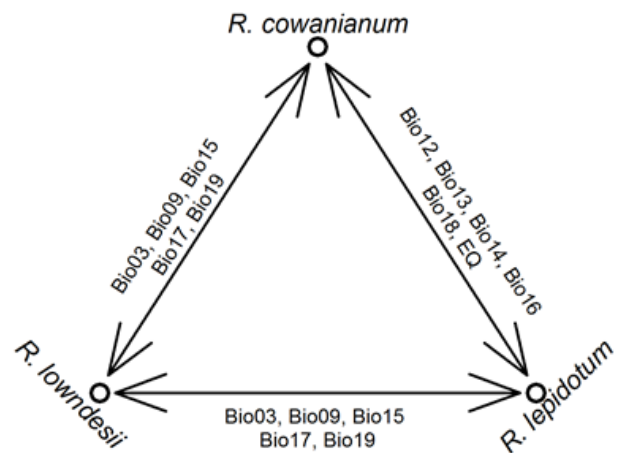 R. cowanianum
Bio03, Bio09, Bio15
Bio17, Bio19
Bio12, Bio13, Bio14, Bio16
Bio18, EQ
R. lowndesii
R. lepidotum
Bio03, Bio09, Bio15
Bio17, Bio19